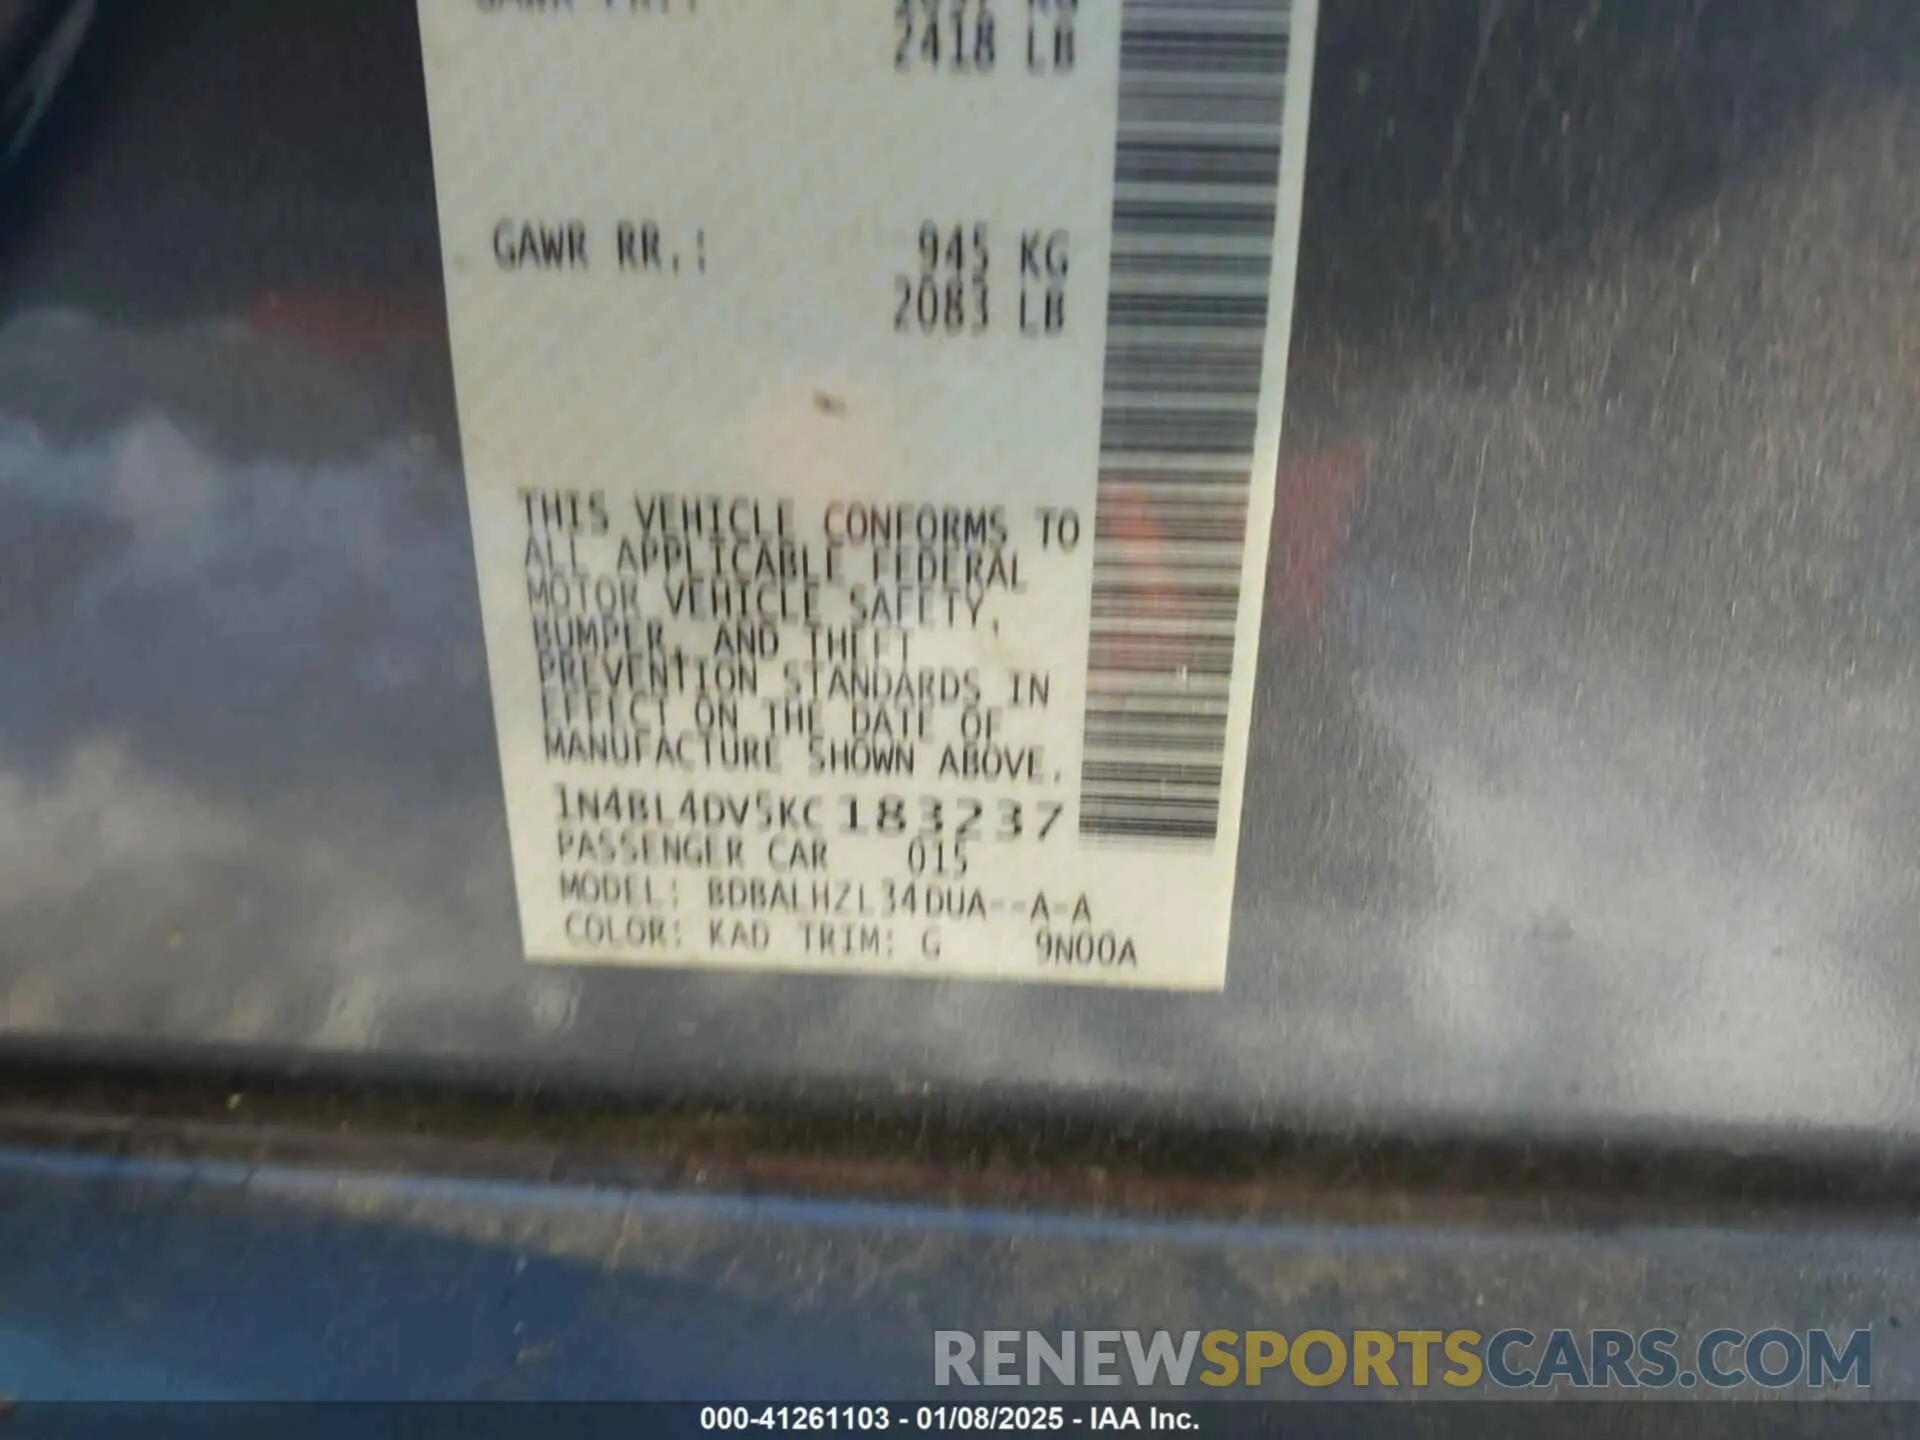 2418 LB
GAWR RR.: 945 KG
2083 LB
THIS VEHICLE CONFORMS TO
ALL APPLICABLE FEDERAL
MOTOR VEHICLE SAFETY,
BUMPER, AND THEFT
PREVENTION STANDARDS IN
EFFECT ON THE DATE OF
MANUFACTURE SHOWN ABOVE.
1N4BL4DV5KC183237
PASSENGER CAR 015
MODEL: BDBALHZL34DUA--A-A
COLOR: KAD TRIM: G 9N00A
RENEWSPORTSCARS.COM
000-41261103 - 01/08/2025 - IAA Inc.